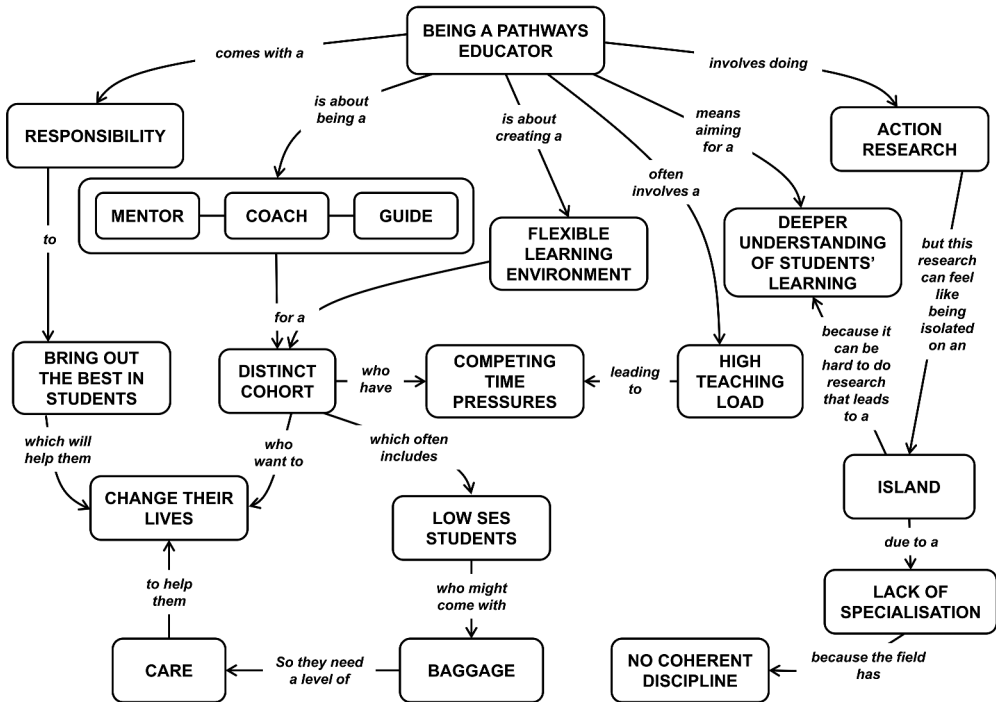 BEING A PATHWAYS
EDUCATOR
comes with a
involves doing
is about
being a
is about
creating a
means
aiming
for a
often
involves a
RESPONSIBILITY
ACTION
RESEARCH
MENTOR
COACH
GUIDE
to
FLEXIBLE
LEARNING
ENVIRONMENT
DEEPER
UNDERSTANDING
OF STUDENTS’
LEARNING
but this
research
can feel
like
being
isolated
on an
for a
because it
can be
hard to do
research
that leads
to a
BRING OUT
THE BEST IN
STUDENTS
DISTINCT
COHORT
who
have
COMPETING
TIME
PRESSURES
leading
to
HIGH
TEACHING
LOAD
which will
help them
who
want to
which often
includes
CHANGE THEIR
LIVES
LOW SES
STUDENTS
ISLAND
due to a
to help
them
who might
come with
LACK OF
SPECIALISATION
CARE
So they need
a level of
BAGGAGE
NO COHERENT
DISCIPLINE
because the field
has